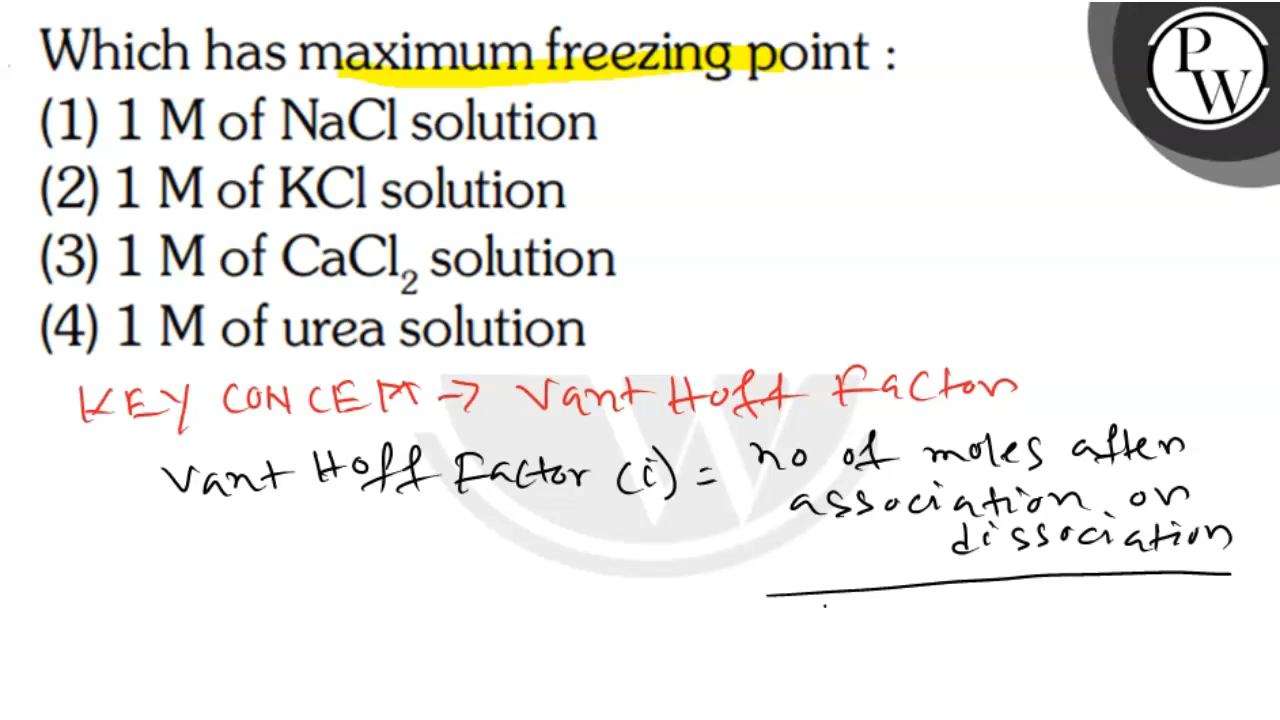 Which has maximum freezing point :
P
W
(1) 1 M of NaCl solution
(2) 1 M of KCl solution
(3) 1 M of CaCl₂ solution
(4) 1 M of urea solution
KEY CONCEPT → Vant Hoff Factor
Vant Hoff Factor (i) = no of moles after
association or
dissociation